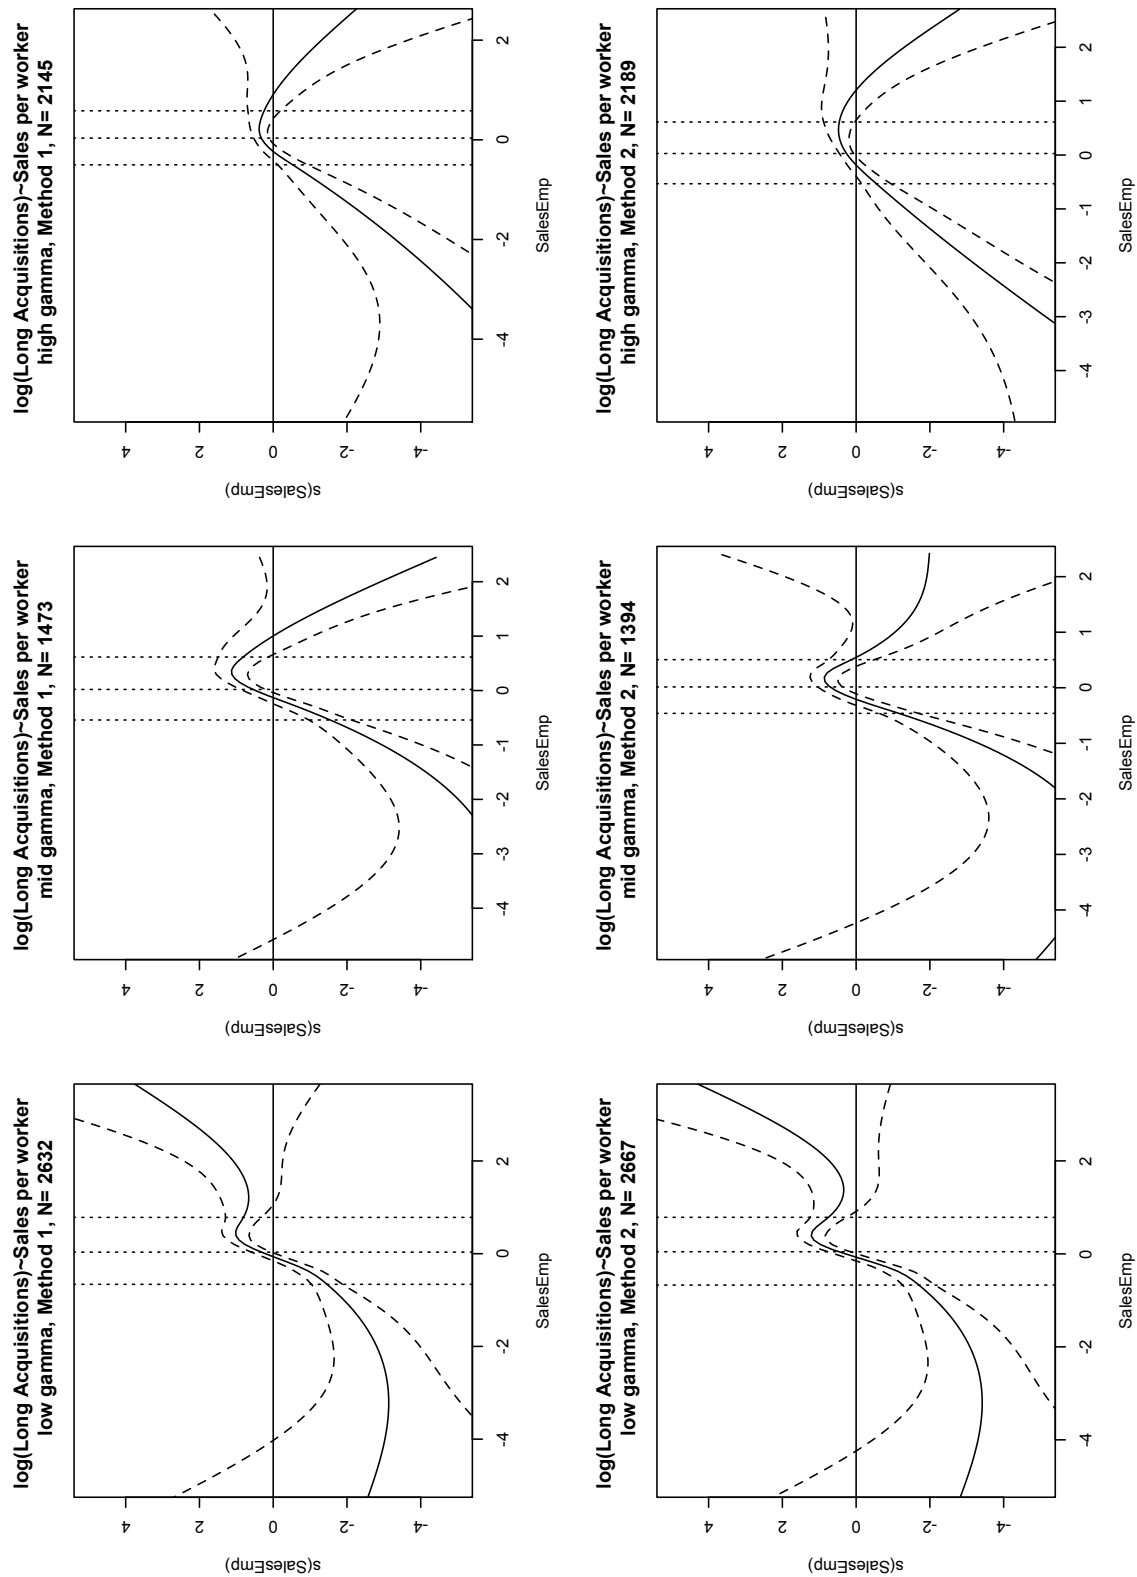 log(Long Acquisitions)~Sales per worker
low gamma, Method 1, N= 2632
s(SalesEmp)
4
2
0
-2
-4
-4 -2 0 2
SalesEmp
log(Long Acquisitions)~Sales per worker
mid gamma, Method 1, N= 1473
s(SalesEmp)
4
2
0
-2
-4
-4 -3 -2 -1 0 1 2
SalesEmp
log(Long Acquisitions)~Sales per worker
high gamma, Method 1, N= 2145
s(SalesEmp)
4
2
0
-2
-4
-4 -2 0 2
SalesEmp
log(Long Acquisitions)~Sales per worker
low gamma, Method 2, N= 2667
s(SalesEmp)
4
2
0
-2
-4
-4 -2 0 2
SalesEmp
log(Long Acquisitions)~Sales per worker
mid gamma, Method 2, N= 1394
s(SalesEmp)
4
2
0
-2
-4
-4 -3 -2 -1 0 1 2
SalesEmp
log(Long Acquisitions)~Sales per worker
high gamma, Method 2, N= 2189
s(SalesEmp)
4
2
0
-2
-4
-4 -3 -2 -1 0 1 2
SalesEmp